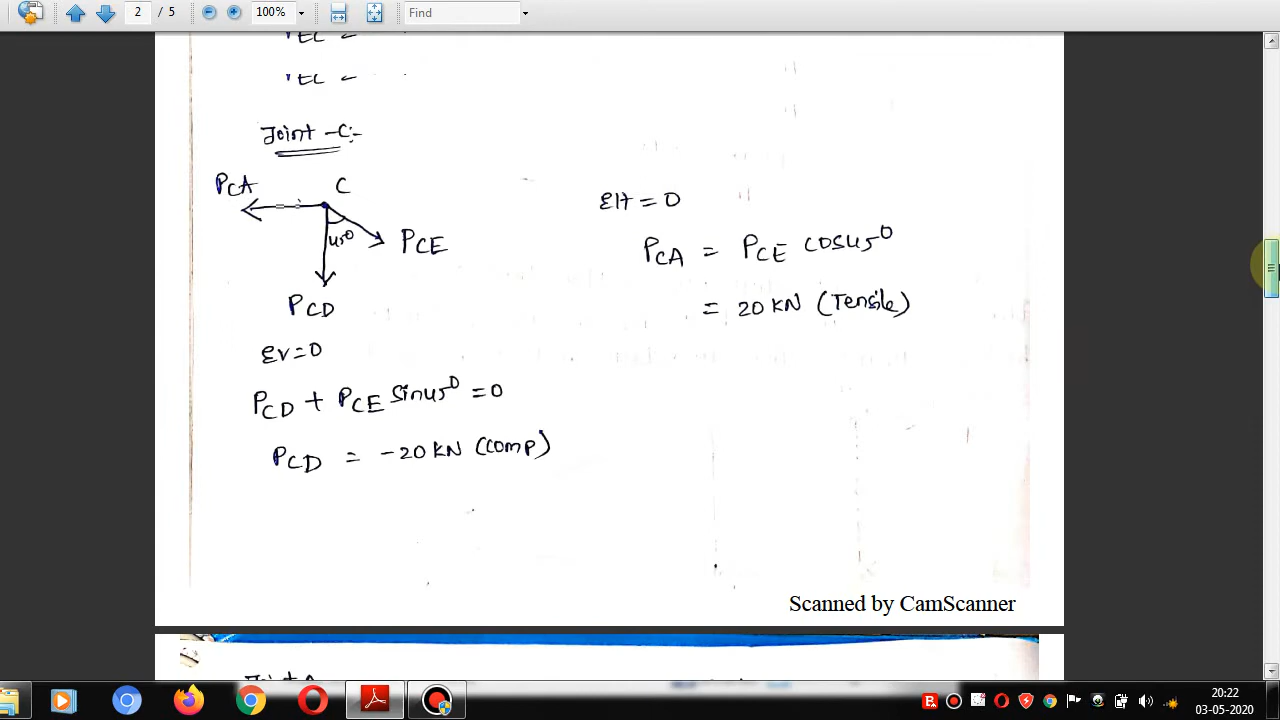 2 / 5
100%
Find
Joint -C:-
PCA
C
45°
PCE
PCD
ΣV=0
PCD + PCE sin45° =0
PCD = -20 KN (comp)
ΣH = 0
PCA = PCE cos45°
= 20 KN (Tensile)
Scanned by CamScanner
20:22
03-05-2020